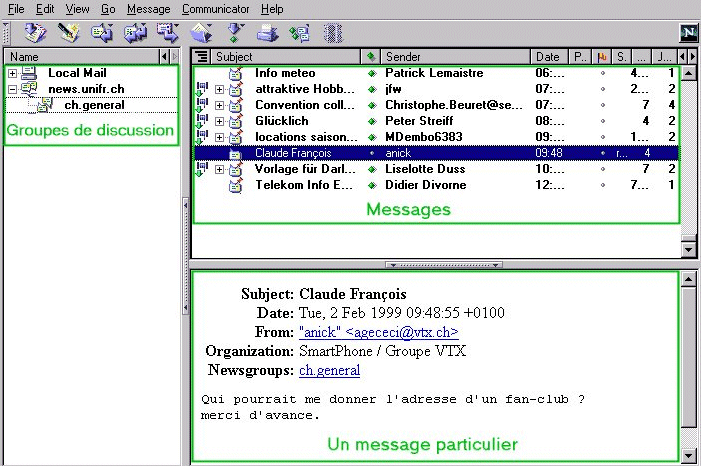 File Edit View Go Message Communicator Help
N
Name
Local Mail
news.unifr.ch
ch.general
Groupes de discussion
Subject Sender Date P... S. ... J...
Info meteo Patrick Lemaistre 06:... 4... 1
attraktive Hobb... jfw 07:... 2... 2
Convention coll... Christophe.Beuret@se... 07:... 7 4
Glücklich Peter Streiff 08:... 4 4
locations saison... MDembo6383 09:... 1... 2
Claude François anick 09:48 r... 4
Vorlage für Darl... Liselotte Duss 10:... 7 2
Telekom Info E... Didier Divorne 12:... 7... 1
Messages
Subject: Claude François
Date: Tue, 2 Feb 1999 09:48:55 +0100
From: "anick" <agececi@vtx.ch>
Organization: SmartPhone / Groupe VTX
Newsgroups: ch.general
Qui pourrait me donner l'adresse d'un fan-club ?
merci d'avance.
Un message particulier